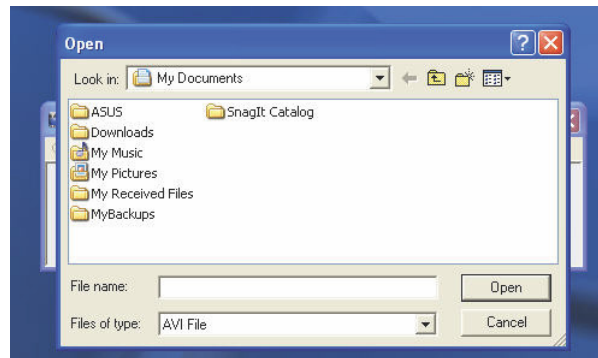 Open
Look in: My Documents
ASUS
SnagIt Catalog
Downloads
My Music
My Pictures
My Received Files
MyBackups
File name:
Open
Files of type: AVI File
Cancel